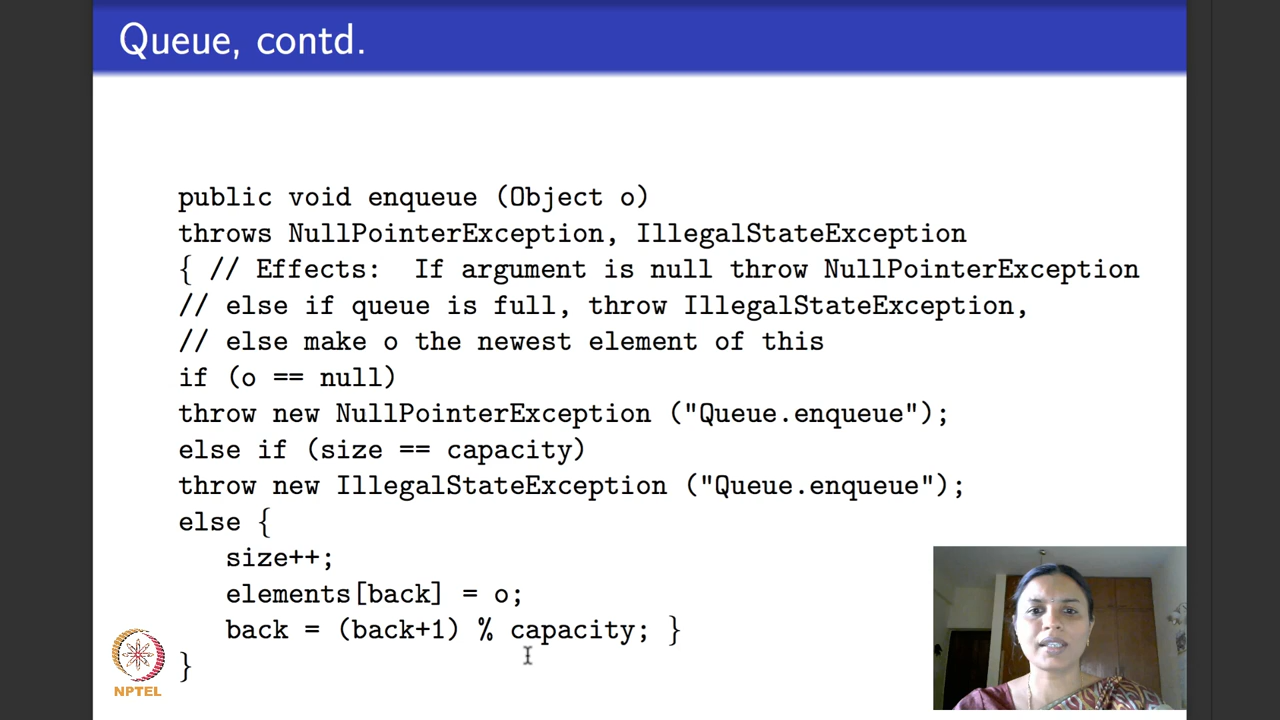 Queue, contd.
public void enqueue (Object o)
throws NullPointerException, IllegalStateException
{ // Effects: If argument is null throw NullPointerException
// else if queue is full, throw IllegalStateException,
// else make o the newest element of this
if (o == null)
throw new NullPointerException ("Queue.enqueue");
else if (size == capacity)
throw new IllegalStateException ("Queue.enqueue");
else {
size++;
elements[back] = o;
back = (back+1) % capacity; }
}
NPTEL